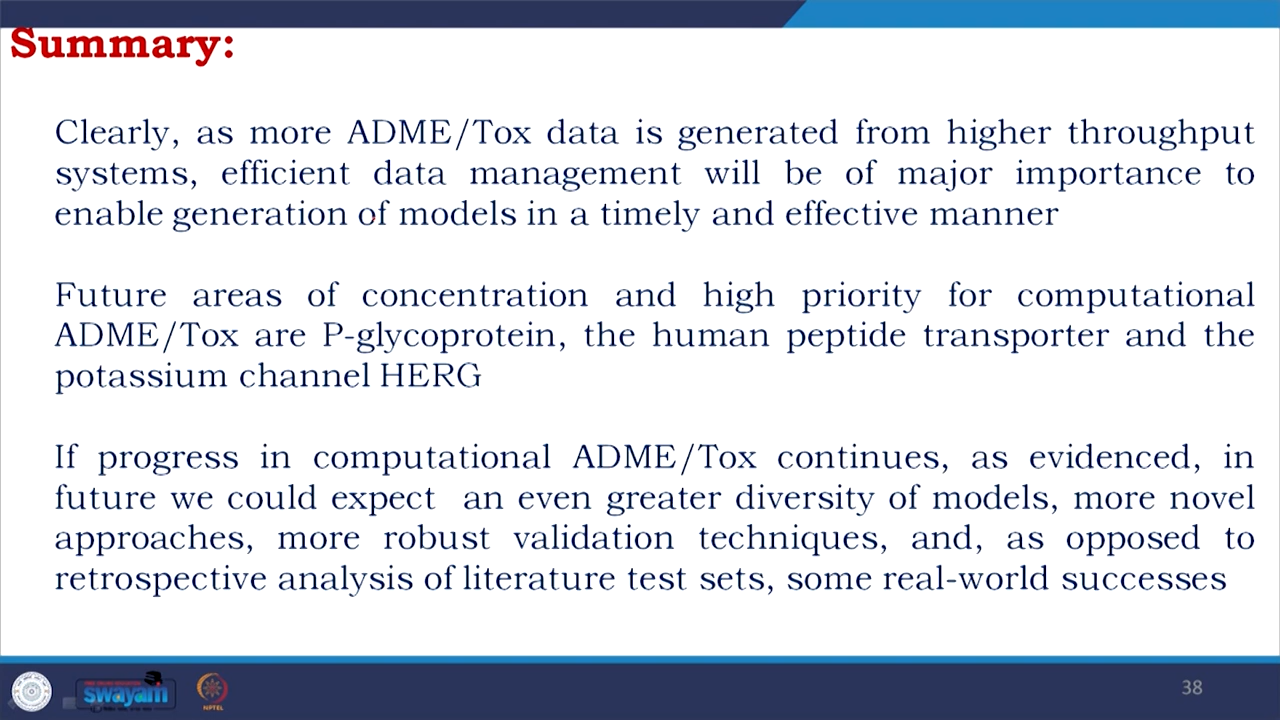 Summary:
Clearly, as more ADME/Tox data is generated from higher throughput
systems, efficient data management will be of major importance to
enable generation of models in a timely and effective manner
Future areas of concentration and high priority for computational
ADME/Tox are P-glycoprotein, the human peptide transporter and the
potassium channel HERG
If progress in computational ADME/Tox continues, as evidenced, in
future we could expect an even greater diversity of models, more novel
approaches, more robust validation techniques, and, as opposed to
retrospective analysis of literature test sets, some real-world successes
swayam
NPTEL
38